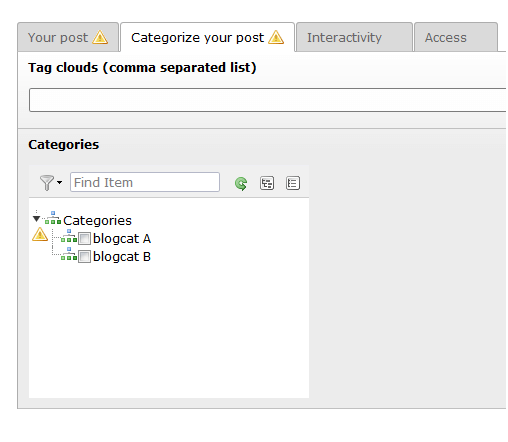 Your post Categorize your post Interactivity Access
Tag clouds (comma separated list)
Categories
Find Item
Categories
blogcat A
blogcat B